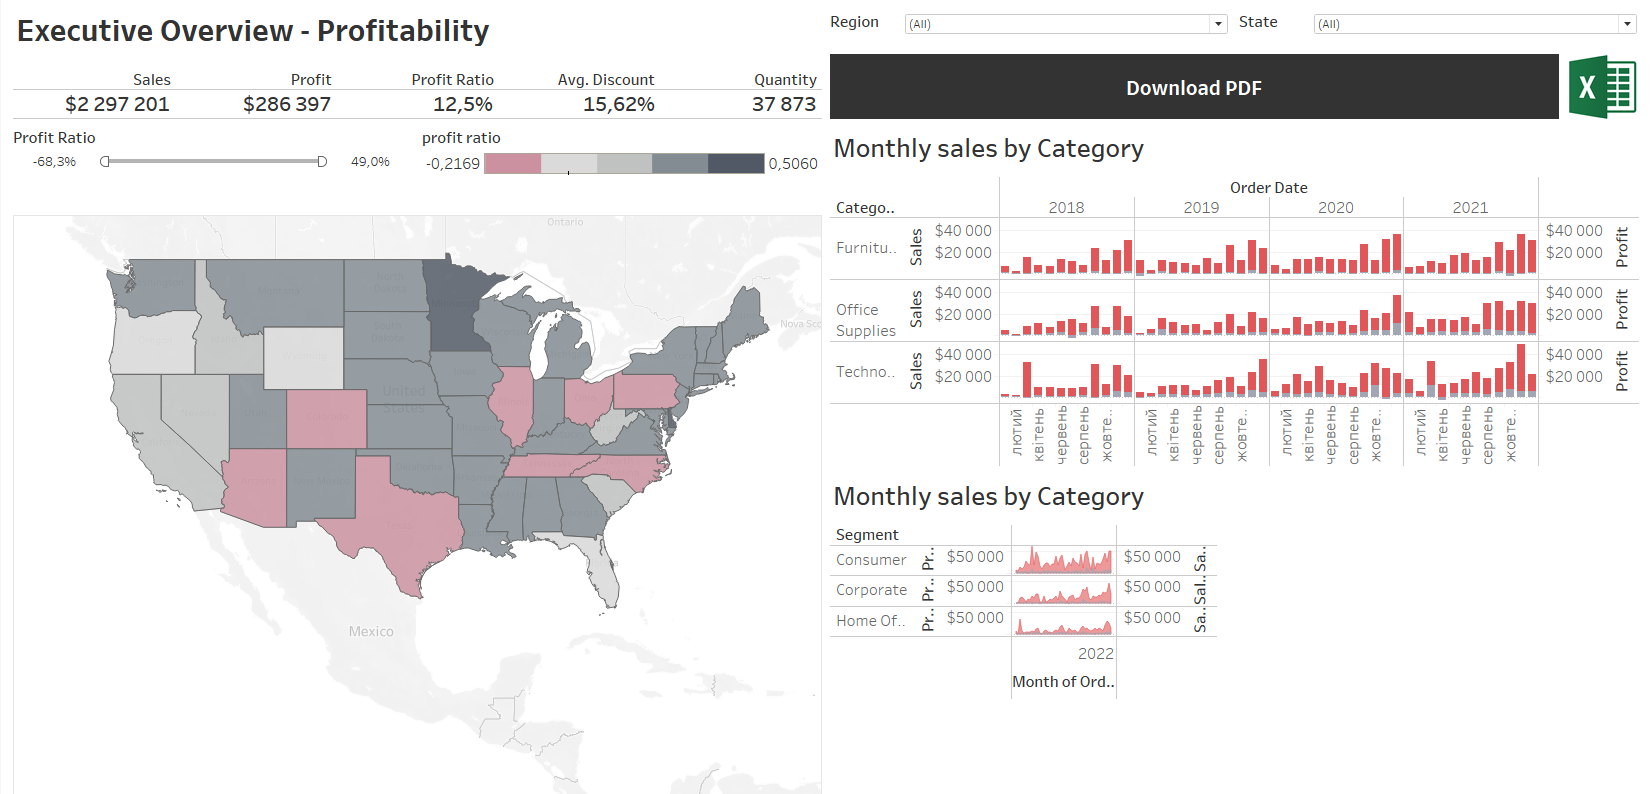 Executive Overview - Profitability
Region
(All)
State
(All)
Download PDF
X
Sales
Profit
Profit Ratio
Avg. Discount
Quantity
$2 297 201
$286 397
12,5%
15,62%
37 873
Profit Ratio
-68,3%
49,0%
profit ratio
-0,2169
0,5060
Ontario
Nova Sco
United
States
Mexico
Monthly sales by Category
Order Date
Catego..
2018
2019
2020
2021
Furnitu..
Sales
$40 000
$20 000
$40 000
$20 000
Profit
Office
Supplies
Sales
$40 000
$20 000
$40 000
$20 000
Profit
Techno..
Sales
$40 000
$20 000
$40 000
$20 000
Profit
лютий
квітень
червень
серпень
жовте..
лютий
квітень
червень
серпень
жовте..
лютий
квітень
червень
серпень
жовте..
лютий
квітень
червень
серпень
жовте..
Monthly sales by Category
Segment
Consumer
Pr..
$50 000
$50 000
Sa..
Corporate
Pr..
$50 000
$50 000
Sal..
Home Of..
Pr..
$50 000
$50 000
Sa..
2022
Month of Ord..